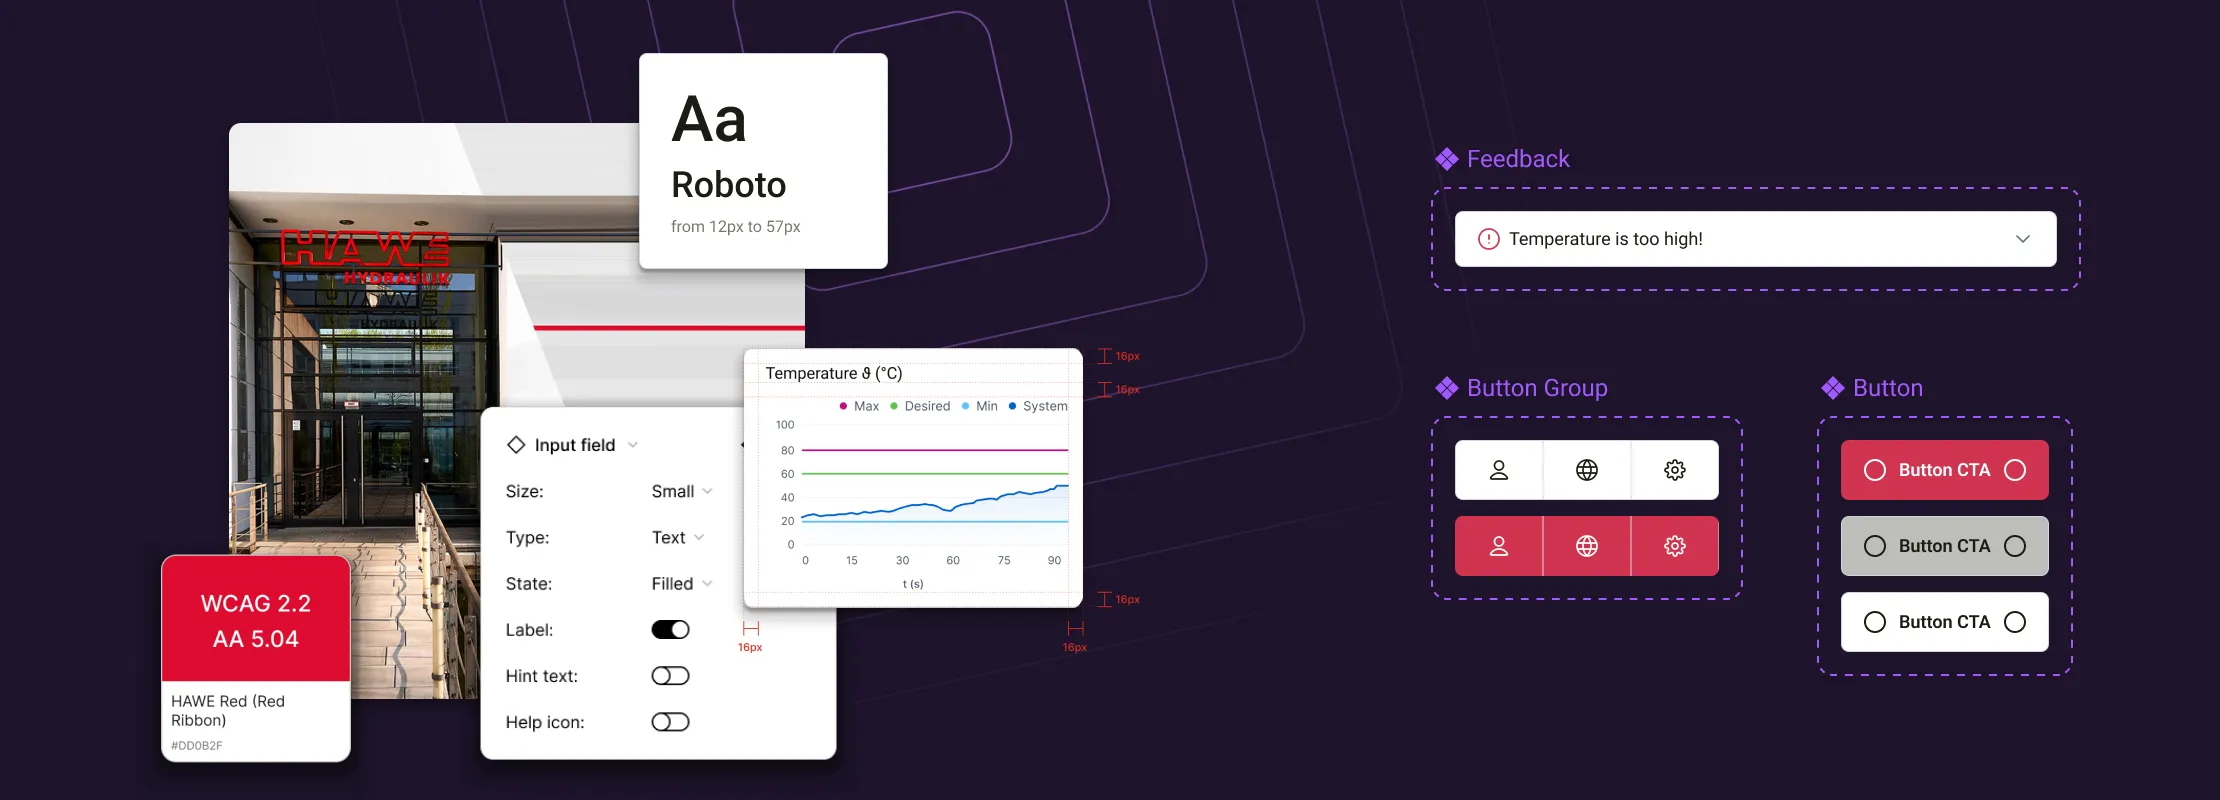 Aa
Roboto
from 12px to 57px
HAWE
HYDRAULIK
WCAG 2.2
AA 5.04
HAWE Red (Red
Ribbon)
#DD0B2F
Input field
Size: Small
Type: Text
State: Filled
Label:
Hint text:
Help icon:
Temperature ϑ (°C)
Max Desired Min System
100
80
60
40
20
0
0 15 30 60 75 90
t (s)
16px
16px
16px
16px
16px
Feedback
Temperature is too high!
Button Group
Button
Button CTA
Button CTA
Button CTA